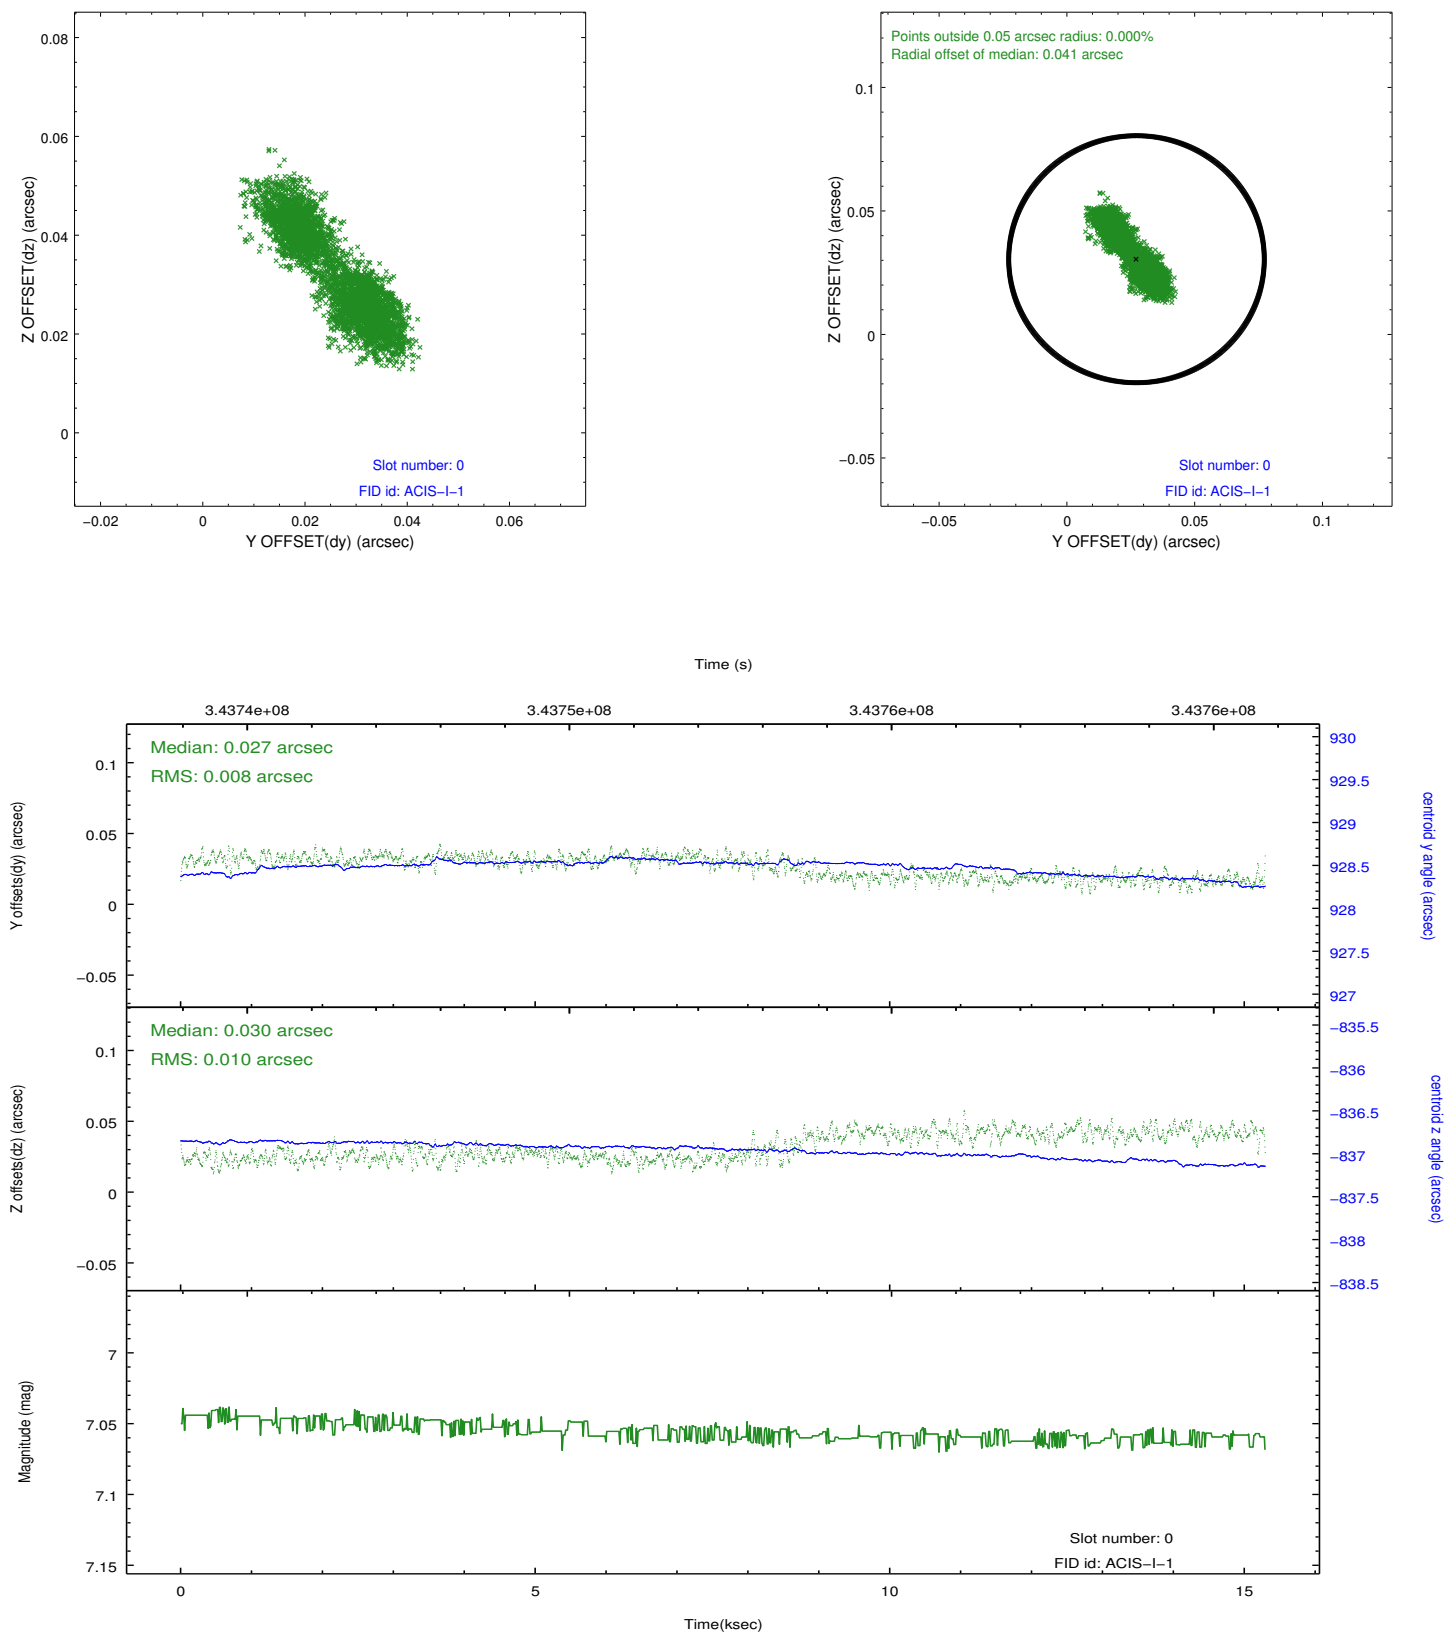 0.08
0.06
0.04
0.02
0
−0.02
0
0.02
0.04
0.06
Z OFFSET(dz) (arcsec)
Y OFFSET(dy) (arcsec)
Slot number: 0
FID id: ACIS−I−1
Points outside 0.05 arcsec radius: 0.000%
Radial offset of median: 0.041 arcsec
0.1
0.05
0
−0.05
−0.05
0
0.05
0.1
Z OFFSET(dz) (arcsec)
Y OFFSET(dy) (arcsec)
Slot number: 0
FID id: ACIS−I−1
Time (s)
3.4374e+08
3.4375e+08
3.4376e+08
3.4376e+08
Median: 0.027 arcsec
RMS: 0.008 arcsec
0.1
0.05
0
−0.05
Y offsets(dy) (arcsec)
930
929.5
929
928.5
928
927.5
927
centroid y angle (arcsec)
Median: 0.030 arcsec
RMS: 0.010 arcsec
0.1
0.05
0
−0.05
Z offsets(dz) (arcsec)
−835.5
−836
−836.5
−837
−837.5
−838
−838.5
centroid z angle (arcsec)
7
7.05
7.1
7.15
Magnitude (mag)
Slot number: 0
FID id: ACIS−I−1
0
5
10
15
Time(ksec)